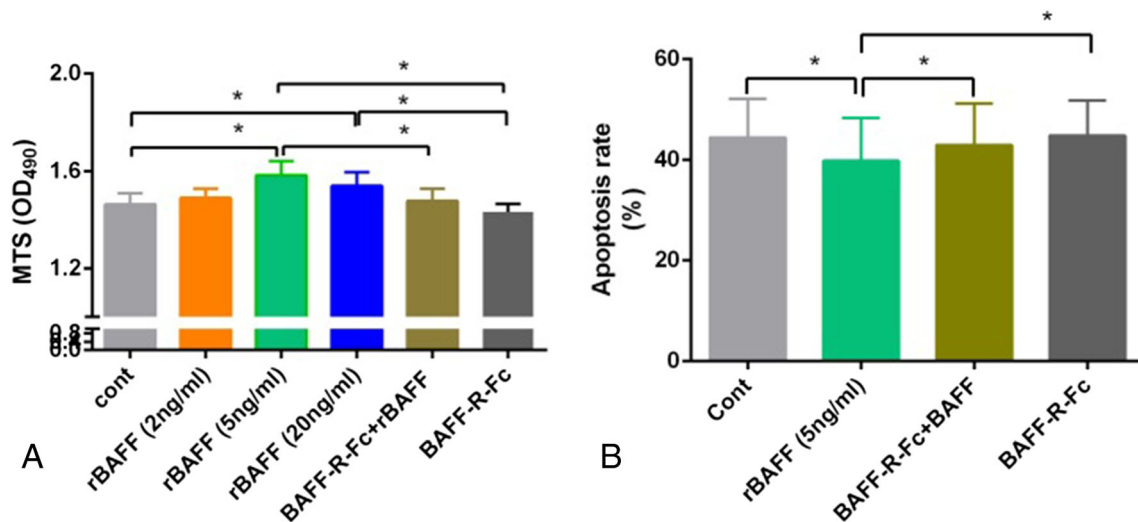 *
*
*
*
*
2.0
1.6
1.2
0.8
0.0
MTS (OD490)
cont
rBAFF (2ng/ml)
rBAFF (5ng/ml)
rBAFF (20ng/ml)
BAFF-R-Fc+rBAFF
BAFF-R-Fc
A
*
*
*
60
40
20
0
Apoptosis rate
(%)
Cont
rBAFF (5ng/ml)
BAFF-R-Fc+BAFF
BAFF-R-Fc
B